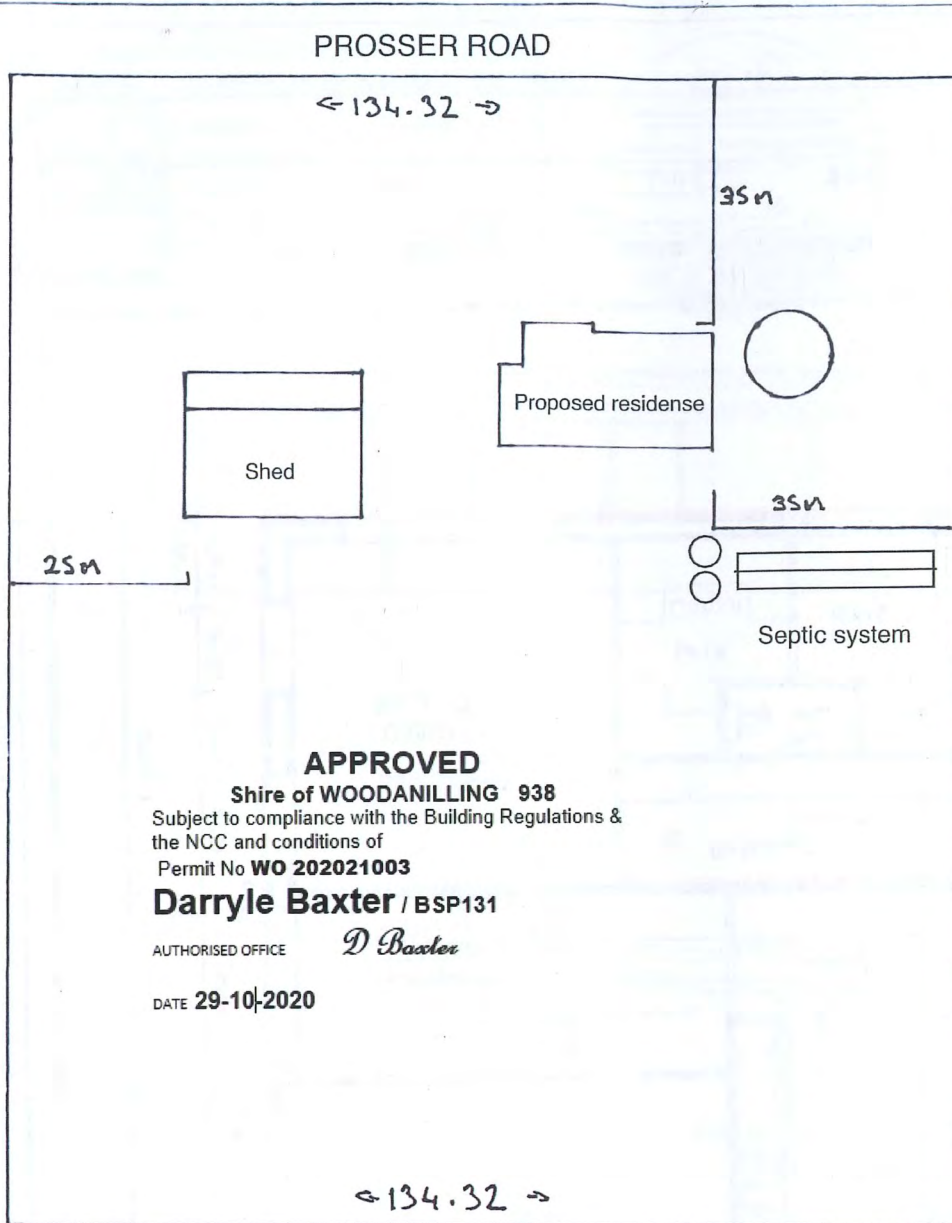 PROSSER ROAD
← 134.32 →
35m
Proposed residense
Shed
35m
25m
Septic system
APPROVED
Shire of WOODANILLING 938
Subject to compliance with the Building Regulations &
the NCC and conditions of
Permit No WO 202021003
Darryle Baxter / BSP131
AUTHORISED OFFICE D Baxter
DATE 29-10-2020
← 134.32 →